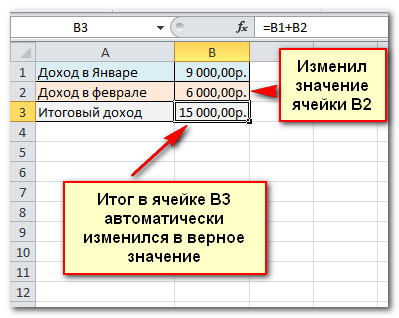 B3 fx =B1+B2
A B
1 Доход в Январе 9 000,00р.
2 Доход в феврале 6 000,00р.
3 Итоговый доход 15 000,00р.
4
5
6
7
8
9
10
11
12
Изменил
значение
ячейки B2
Итог в ячейке B3
автоматически
изменился в верное
значение